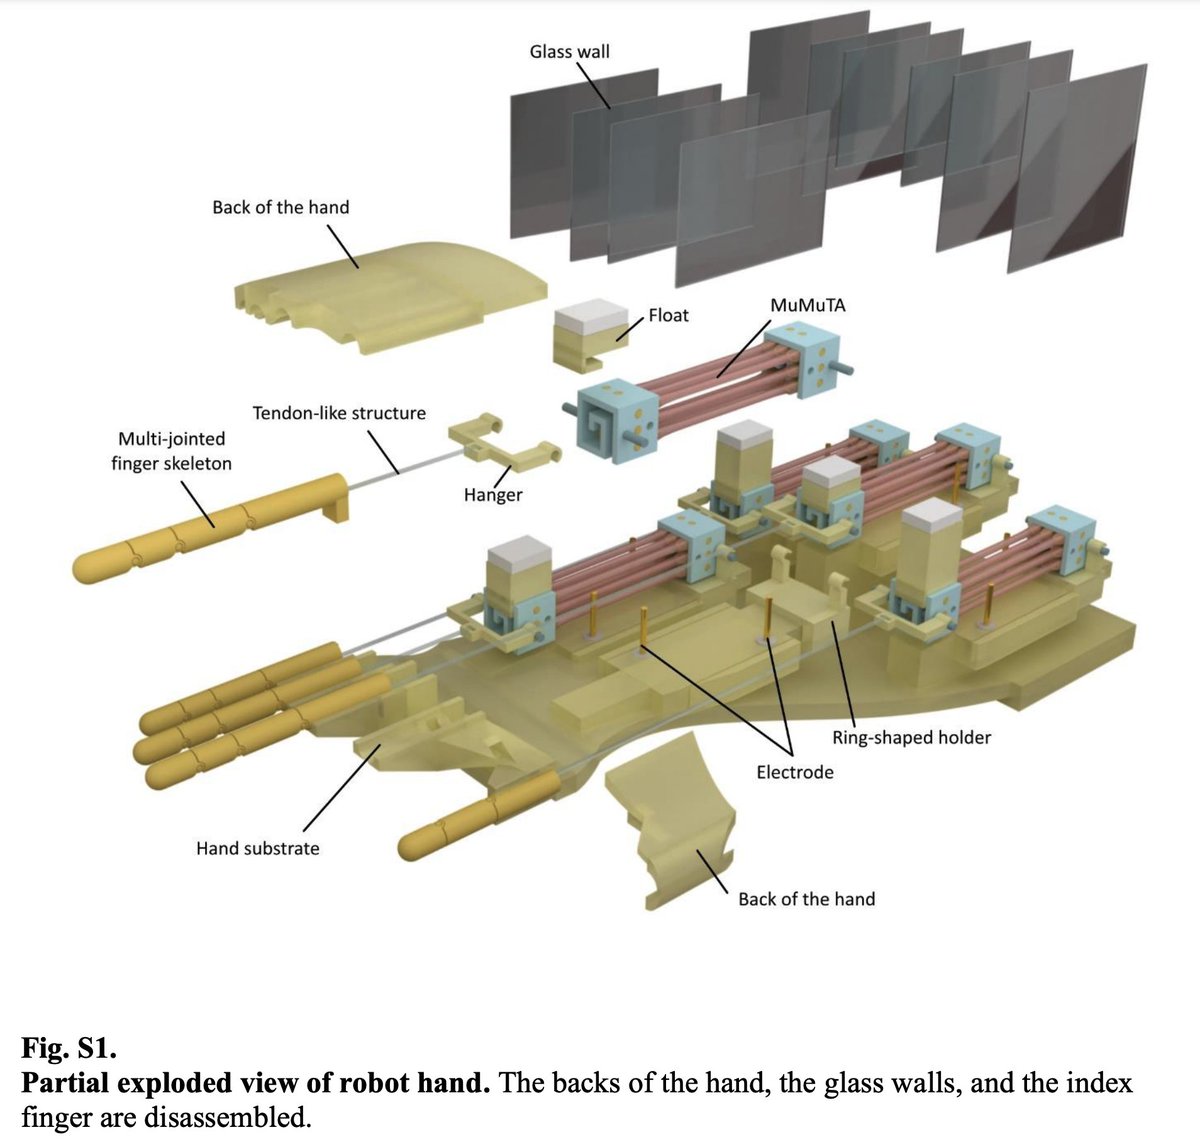 Glass wall
Back of the hand
Float
MuMuTA
Tendon-like structure
Multi-jointed
finger skeleton
Hanger
Ring-shaped holder
Electrode
Hand substrate
Back of the hand
Fig. S1.
Partial exploded view of robot hand. The backs of the hand, the glass walls, and the index
finger are disassembled.